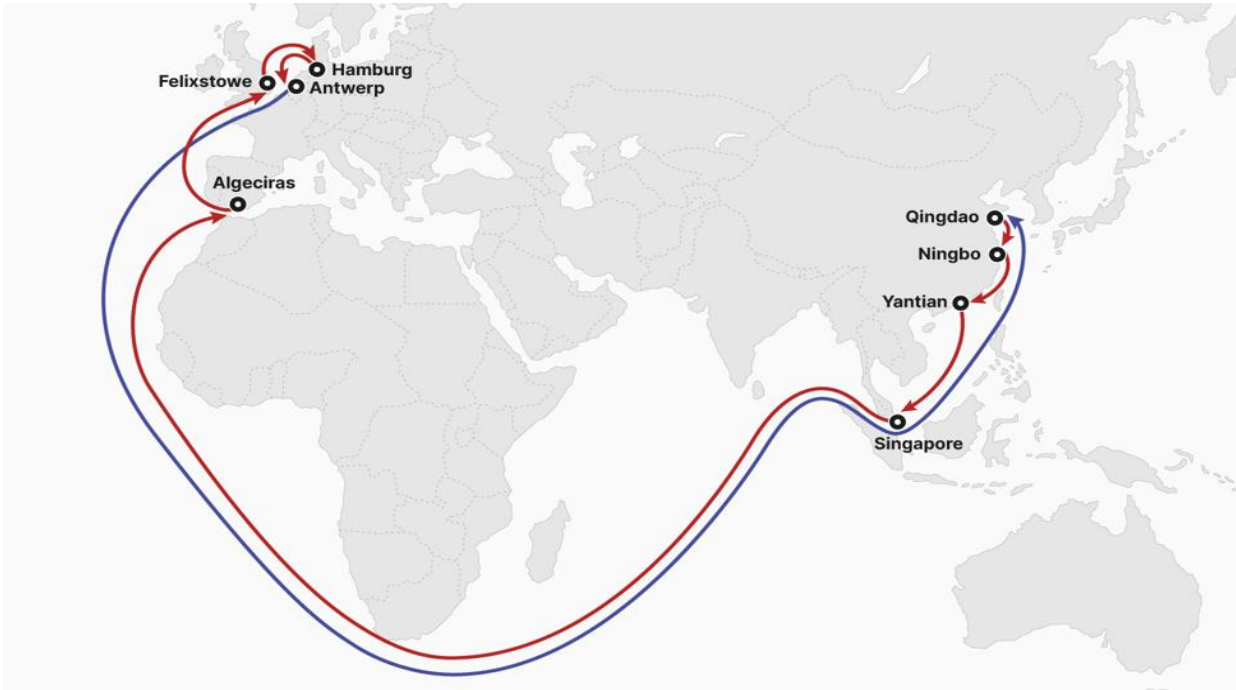 Felixstowe
Hamburg
Antwerp
Algeciras
Qingdao
Ningbo
Yantian
Singapore